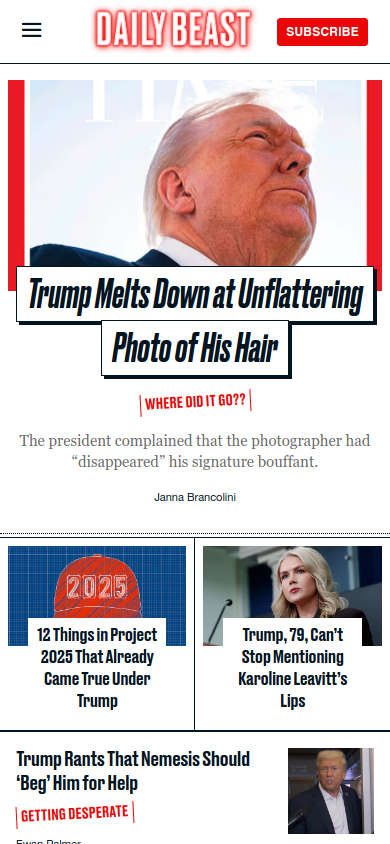 DAILY BEAST
SUBSCRIBE
TIME
Trump Melts Down at Unflattering
Photo of His Hair
WHERE DID IT GO??
The president complained that the photographer had
“disappeared” his signature bouffant.
Janna Brancolini
2025
12 Things in Project
2025 That Already
Came True Under
Trump
Trump, 79, Can’t
Stop Mentioning
Karoline Leavitt’s
Lips
Trump Rants That Nemesis Should
‘Beg’ Him for Help
GETTING DESPERATE
Ewan Palmer